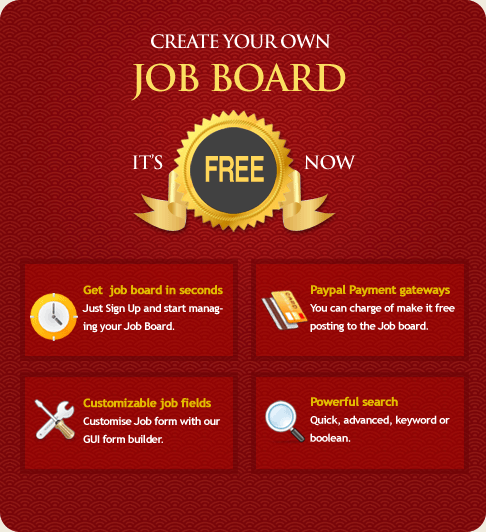 CREATE YOUR OWN
JOB BOARD
IT'S FREE NOW
Get job board in seconds
Just Sign Up and start manag-
ing your Job Board.
Paypal Payment gateways
You can charge of make it free
posting to the Job board.
Customizable job fields
Customise Job form with our
GUI form builder.
Powerful search
Quick, advanced, keyword or
boolean.